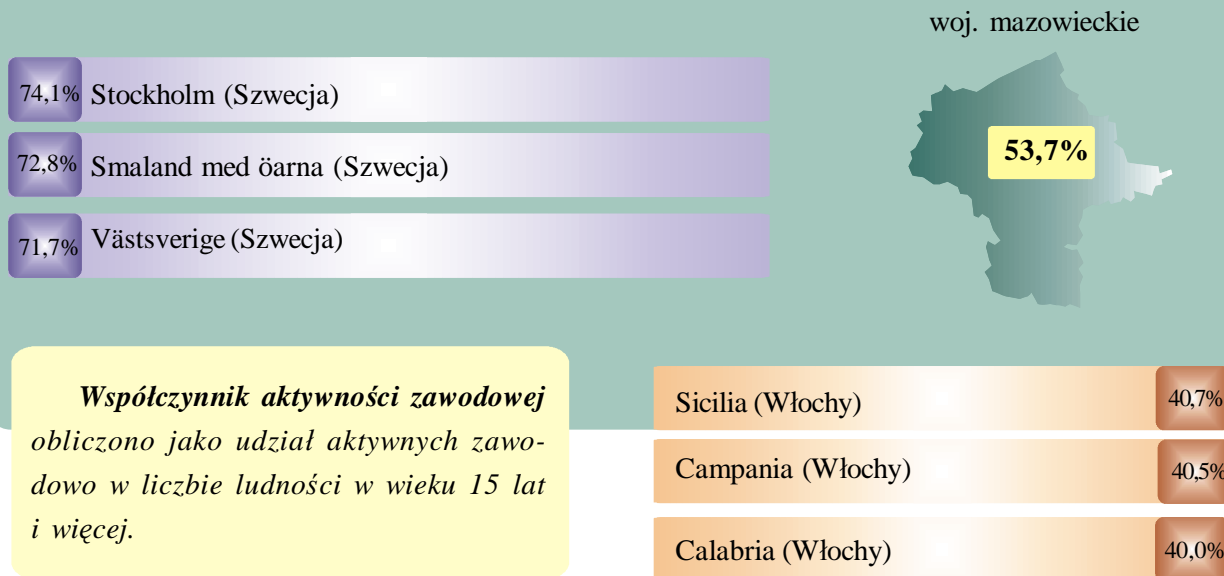 woj. mazowieckie
53,7%
74,1% Stockholm (Szwecja)
72,8% Smaland med öarna (Szwecja)
71,7% Västsverige (Szwecja)
Współczynnik aktywności zawodowej
obliczono jako udział aktywnych zawo-
dowo w liczbie ludności w wieku 15 lat
i więcej.
Sicilia (Włochy) 40,7%
Campania (Włochy) 40,5%
Calabria (Włochy) 40,0%